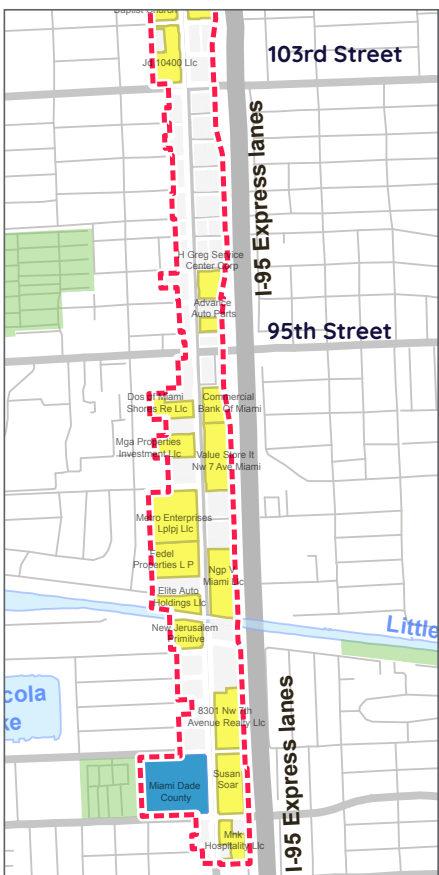 Baptist Church
103rd Street
Jc 10400 Llc
I-95 Express lanes
H Greg Service
Center Corp
Advance
Auto Parts
95th Street
Dos of Miami
Shores Re Llc
Commercial
Bank Of Miami
Mga Properties
Investment Llc
Value Store It
Nw 7 Ave Miami
Metro Enterprises
Lplpj Llc
Fedel
Properties L P
Ngp V
Miami Llc
Elite Auto
Holdings Llc
New Jerusalem
Primitive
Little
cola
ke
8301 Nw 7th
Avenue Realty Llc
I-95 Express lanes
Miami Dade
County
Susan
Soar
Mnk
Hospitality Llc